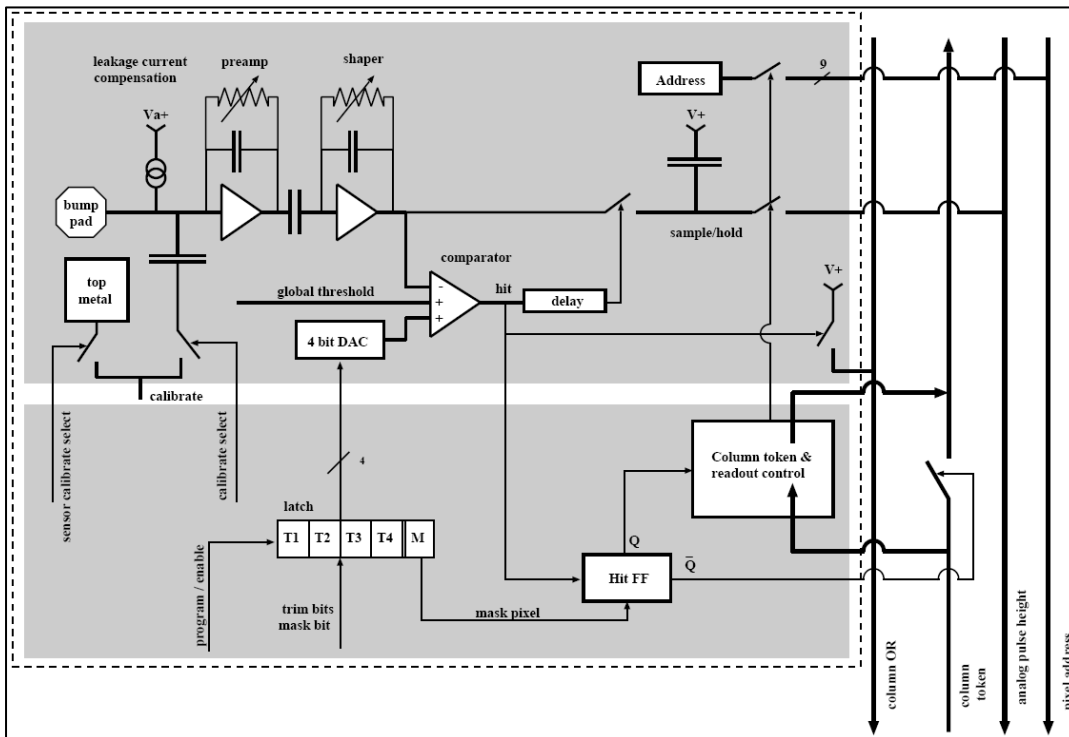 leakage current
compensation
preamp
shaper
Address
9
Va+
V+
bump
pad
sample/hold
top
metal
comparator
global threshold
-
+
+
hit
delay
V+
4 bit DAC
calibrate
sensor calibrate select
calibrate select
4
Column token &
readout control
latch
T1 T2 T3 T4 M
Q
Q̄
Hit FF
program / enable
trim bits
mask bit
mask pixel
column OR
column
token
analog pulse height
pixel address